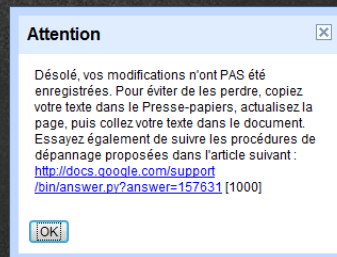 Attention
Désolé, vos modifications n'ont PAS été
enregistrées. Pour éviter de les perdre, copiez
votre texte dans le Presse-papiers, actualisez la
page, puis collez votre texte dans le document.
Essayez également de suivre les procédures de
dépannage proposées dans l'article suivant :
http://docs.google.com/support
/bin/answer.py?answer=157631 [1000]
OK